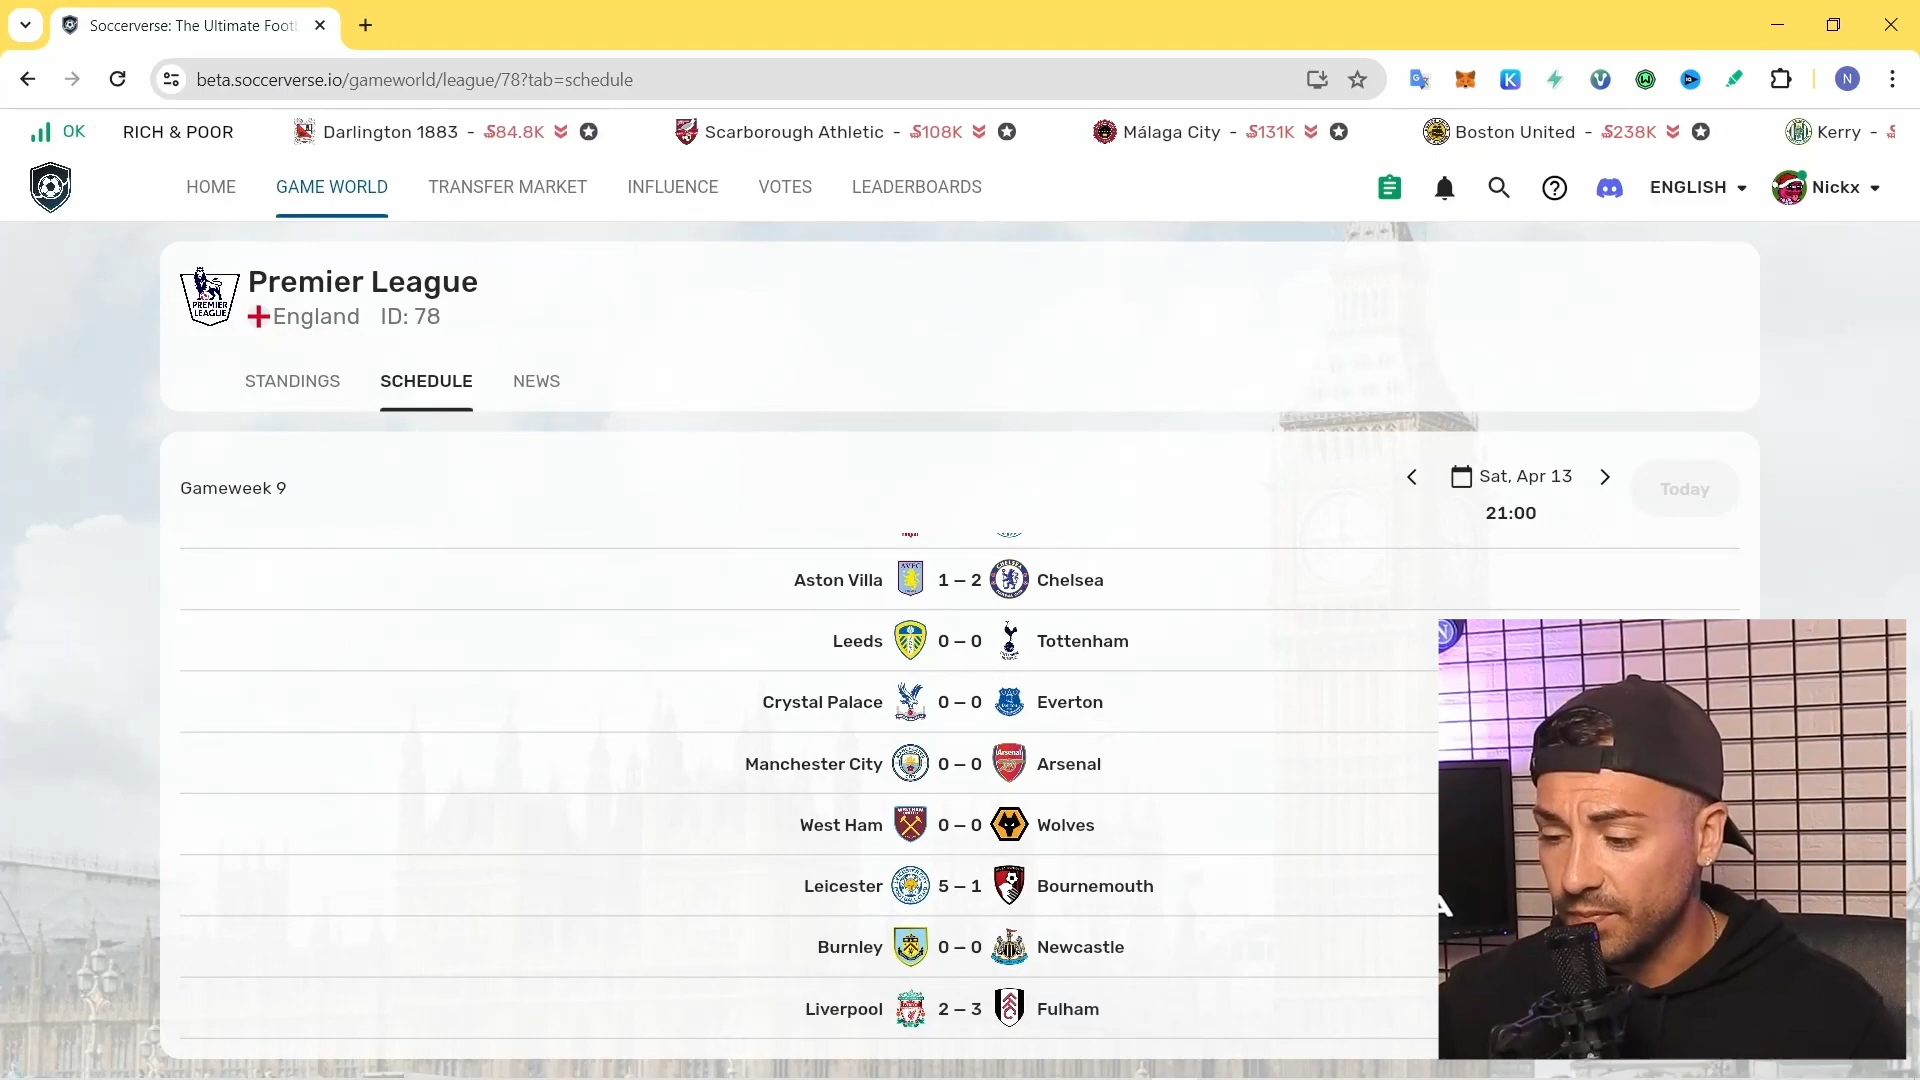 Soccerverse: The Ultimate Footb
beta.soccerverse.io/gameworld/league/78?tab=schedule
N
OK
RICH & POOR
Darlington 1883 - $84.8K
Scarborough Athletic - $108K
Málaga City - $131K
Boston United - $238K
Kerry - $
HOME
GAME WORLD
TRANSFER MARKET
INFLUENCE
VOTES
LEADERBOARDS
ENGLISH
Nickx
PREMIER
LEAGUE
Premier League
England ID: 78
STANDINGS
SCHEDULE
NEWS
Gameweek 9
Sat, Apr 13
21:00
Today
Aston Villa 1 – 2 Chelsea
Leeds 0 – 0 Tottenham
Crystal Palace 0 – 0 Everton
Manchester City 0 – 0 Arsenal
West Ham 0 – 0 Wolves
Leicester 5 – 1 Bournemouth
Burnley 0 – 0 Newcastle
Liverpool 2 – 3 Fulham